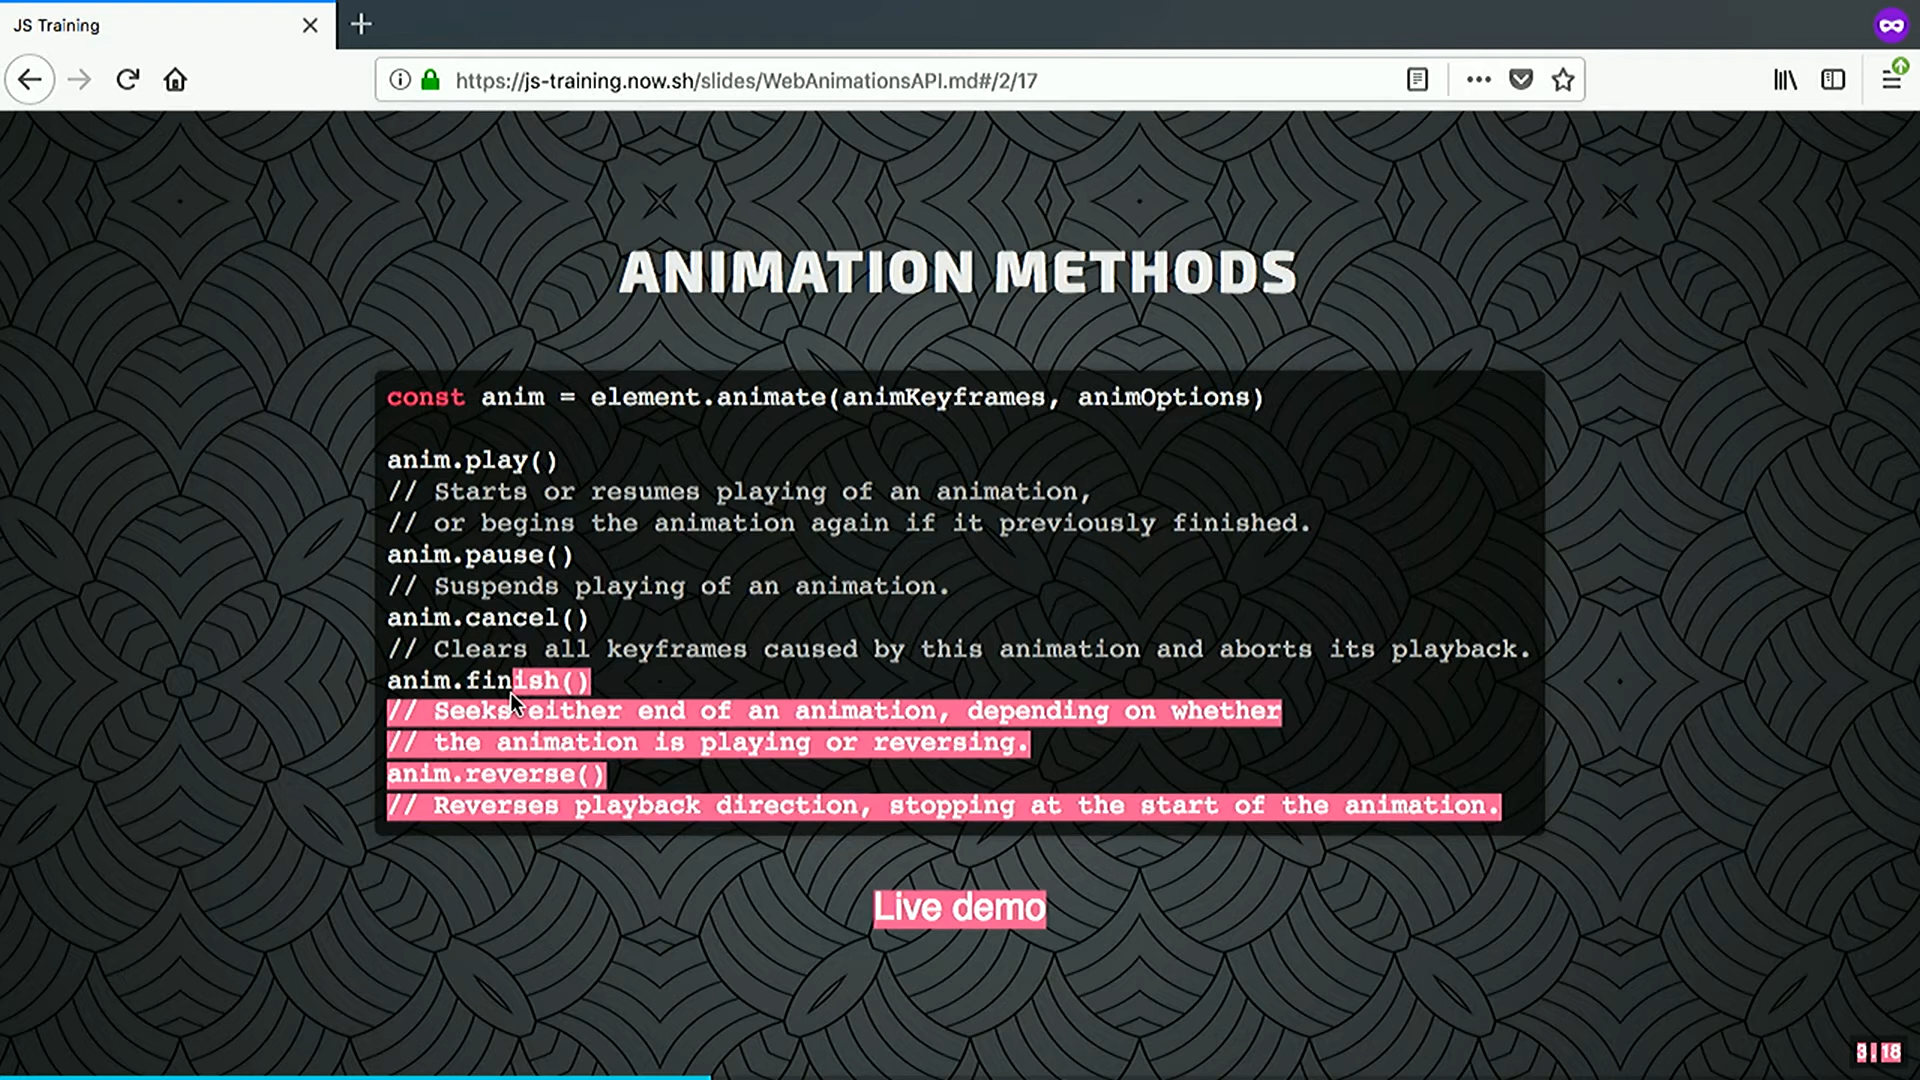 JS Training
https://js-training.now.sh/slides/WebAnimationsAPI.md#/2/17
ANIMATION METHODS
const anim = element.animate(animKeyframes, animOptions)
anim.play()
// Starts or resumes playing of an animation,
// or begins the animation again if it previously finished.
anim.pause()
// Suspends playing of an animation.
anim.cancel()
// Clears all keyframes caused by this animation and aborts its playback.
anim.finish()
// Seeks either end of an animation, depending on whether
// the animation is playing or reversing.
anim.reverse()
// Reverses playback direction, stopping at the start of the animation.
Live demo
3.18